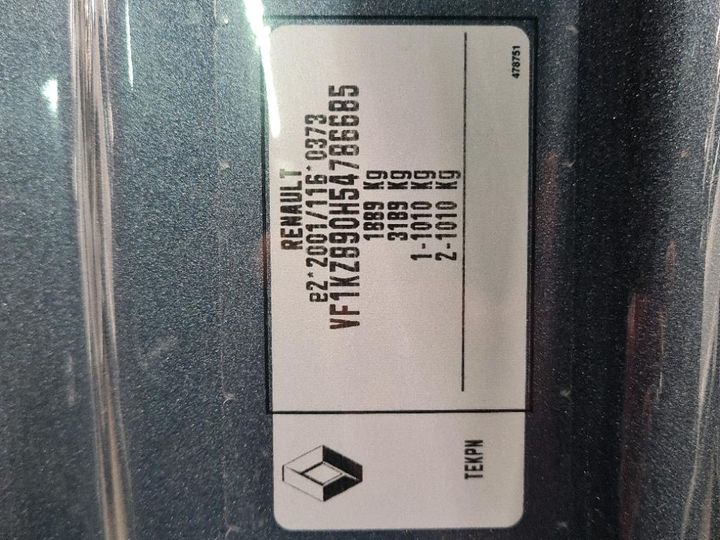 RENAULT
e2*2001/116*0373
VF1KZ890H54786685
1889 Kg
3189 Kg
1-1010 Kg
2-1010 Kg
478751
TEKPN